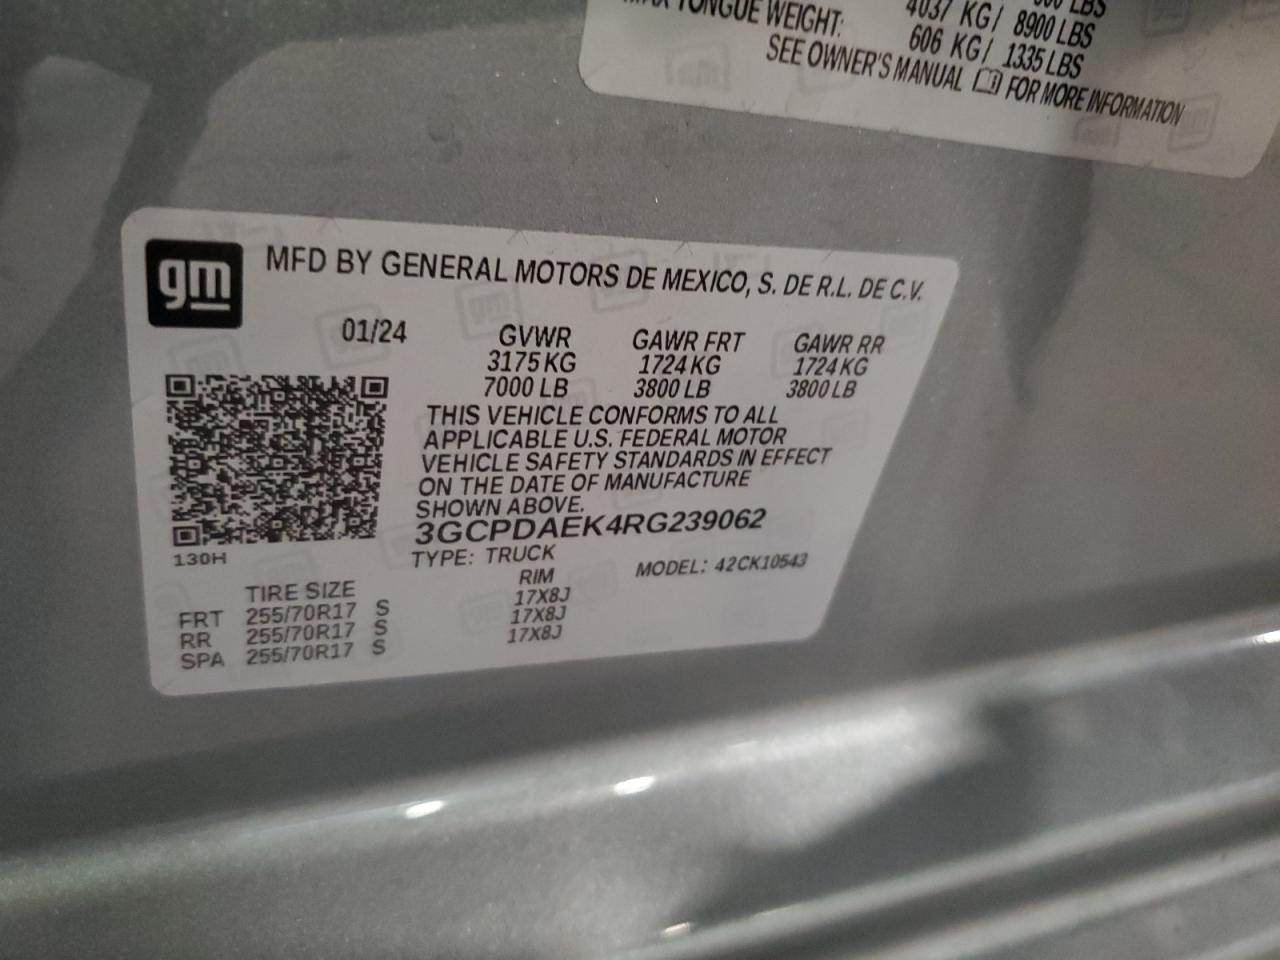 TONGUE WEIGHT:
LBS
4037 KG/ 8900 LBS
606 KG/ 1335 LBS
SEE OWNER'S MANUAL FOR MORE INFORMATION
gm
MFD BY GENERAL MOTORS DE MEXICO, S. DE R.L. DE C.V.
01/24 GVWR GAWR FRT GAWR RR
3175 KG 1724 KG 1724 KG
7000 LB 3800 LB 3800 LB
THIS VEHICLE CONFORMS TO ALL
APPLICABLE U.S. FEDERAL MOTOR
VEHICLE SAFETY STANDARDS IN EFFECT
ON THE DATE OF MANUFACTURE
SHOWN ABOVE.
3GCPDAEK4RG239062
130H TYPE: TRUCK MODEL: 42CK10543
TIRE SIZE RIM
FRT 255/70R17 S 17X8J
RR 255/70R17 S 17X8J
SPA 255/70R17 S 17X8J